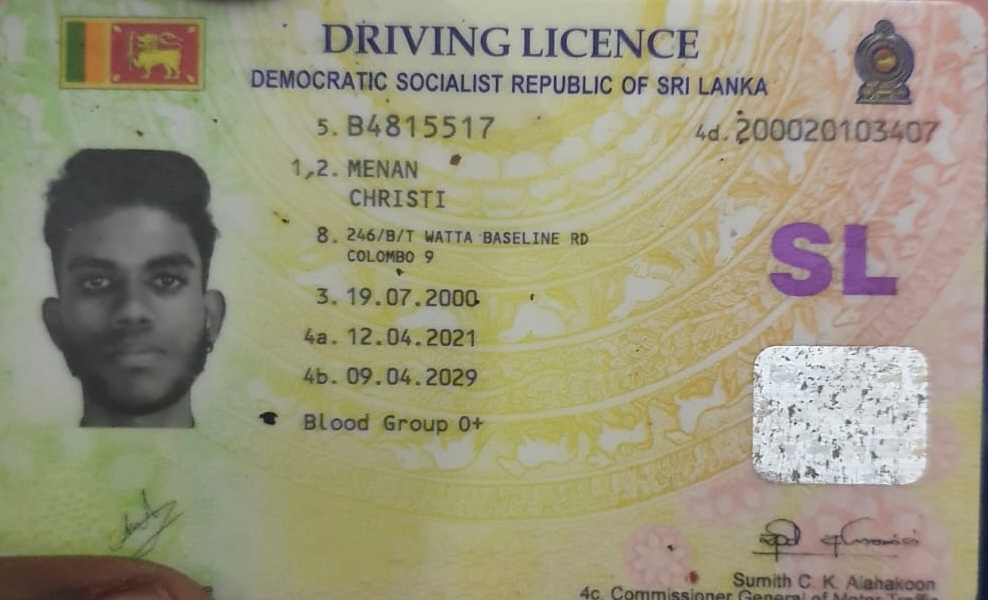 DRIVING LICENCE
DEMOCRATIC SOCIALIST REPUBLIC OF SRI LANKA
5. B4815517
4d. 200020103407
1,2. MENAN
CHRISTI
8. 246/B/T WATTA BASELINE RD
COLOMBO 9
SL
3. 19.07.2000
4a. 12.04.2021
4b. 09.04.2029
Blood Group O+
Sumith C. K. Alahakoon
4c. Commissioner General of Motor Traffic